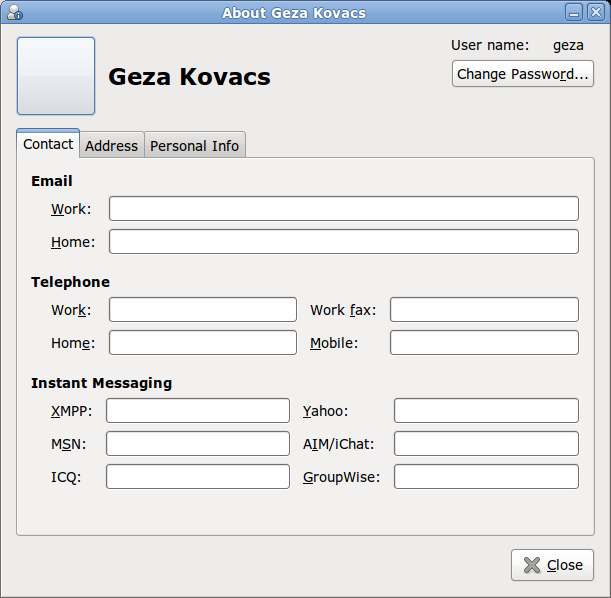 About Geza Kovacs
User name: geza
Geza Kovacs
Change Password...
Contact Address Personal Info
Email
Work:
Home:
Telephone
Work: Work fax:
Home: Mobile:
Instant Messaging
XMPP: Yahoo:
MSN: AIM/iChat:
ICQ: GroupWise:
Close